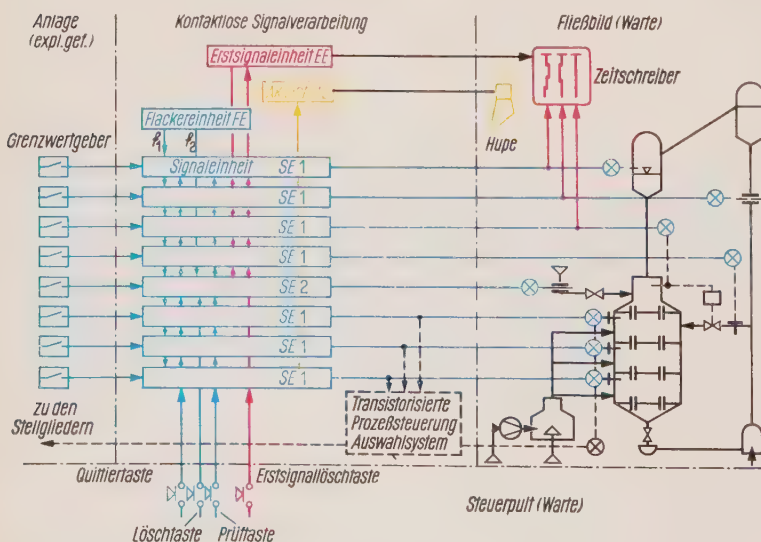 Anlage
(expl.gef.)
Kontaktlose Signalverarbeitung
Fließbild (Warte)
Erstsignaleinheit EE
Zeitschreiber
Hupe
Flackereinheit FE
f1
f2
Grenzwertgeber
Signaleinheit SE 1
SE 1
SE 1
SE 1
SE 2
SE 1
SE 1
SE 1
zu den
Stellgliedern
Transistorisierte
Prozeßsteuerung
Auswahlsystem
Quittiertaste
Erstsignallöschtaste
Löschtaste
Prüftaste
Steuerpult (Warte)